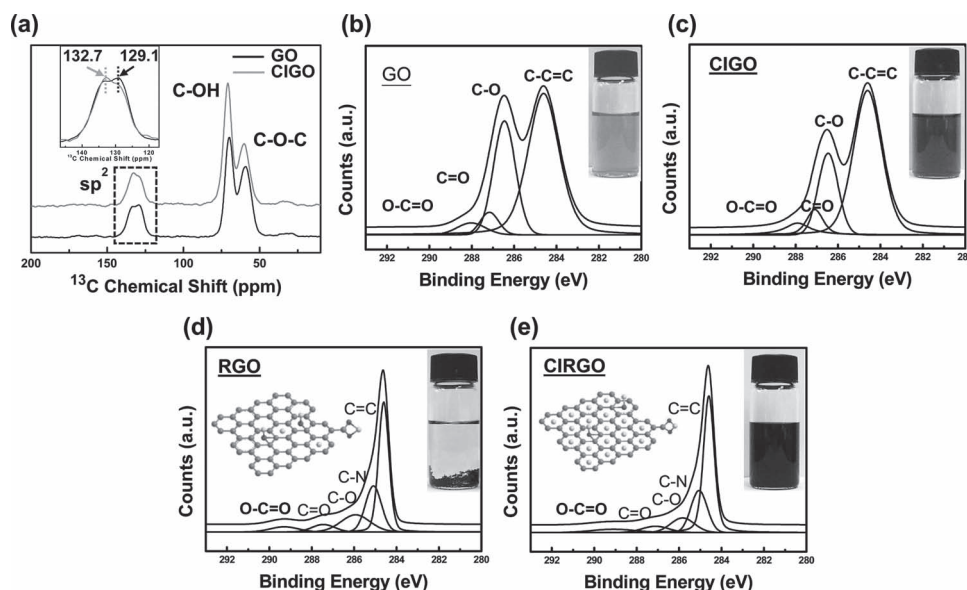 (a)
132.7
129.1
140
130
120
¹³C Chemical Shift (ppm)
GO
CIGO
C-OH
C-O-C
sp²
200
150
100
50
¹³C Chemical Shift (ppm)
(b)
GO
C-O
C-C=C
C=O
O-C=O
Counts (a.u.)
292
290
288
286
284
282
280
Binding Energy (eV)
(c)
CIGO
C-C=C
C-O
O-C=O
C=O
Counts (a.u.)
292
290
288
286
284
282
280
Binding Energy (eV)
(d)
RGO
C=C
C-N
C-O
C=O
O-C=O
Counts (a.u.)
292
290
288
286
284
282
280
Binding Energy (eV)
(e)
CIRGO
C=C
C-N
C-O
C=O
O-C=O
Counts (a.u.)
292
290
288
286
284
282
280
Binding Energy (eV)